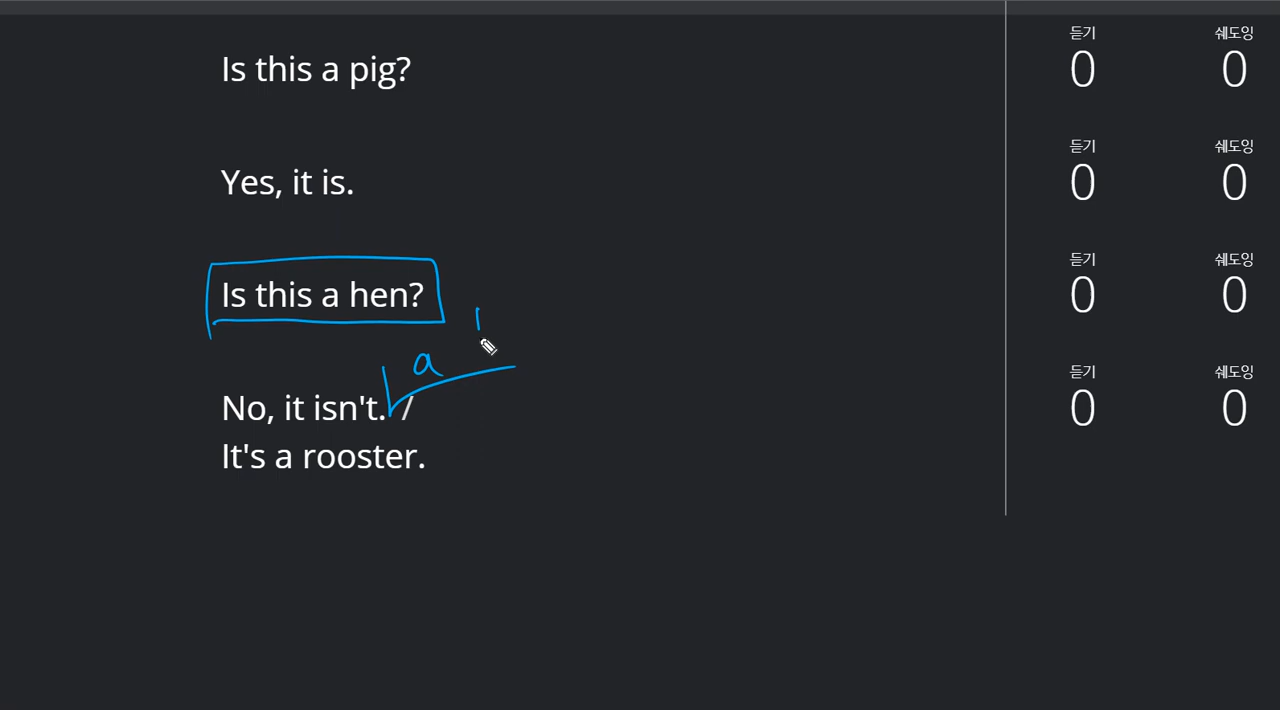 듣기 쉐도잉
Is this a pig? 0 0
듣기 쉐도잉
Yes, it is. 0 0
듣기 쉐도잉
Is this a hen? 0 0
a
듣기 쉐도잉
No, it isn't. / 0 0
It's a rooster.